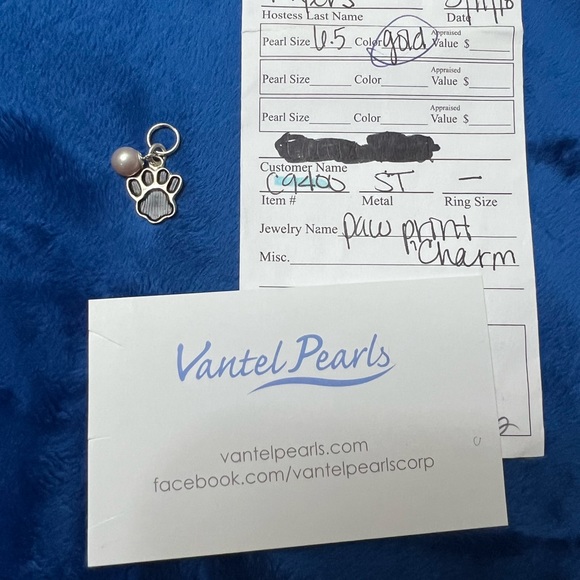 Hostess Last Name Date
Pearl Size 6.5 Color gold Appraised Value $
Pearl Size Color Appraised Value $
Pearl Size Color Appraised Value $
Customer Name
C9400 ST —
Item # Metal Ring Size
Jewelry Name paw print
Misc. Charm
Vantel Pearls
vantelpearls.com
facebook.com/vantelpearlscorp
2